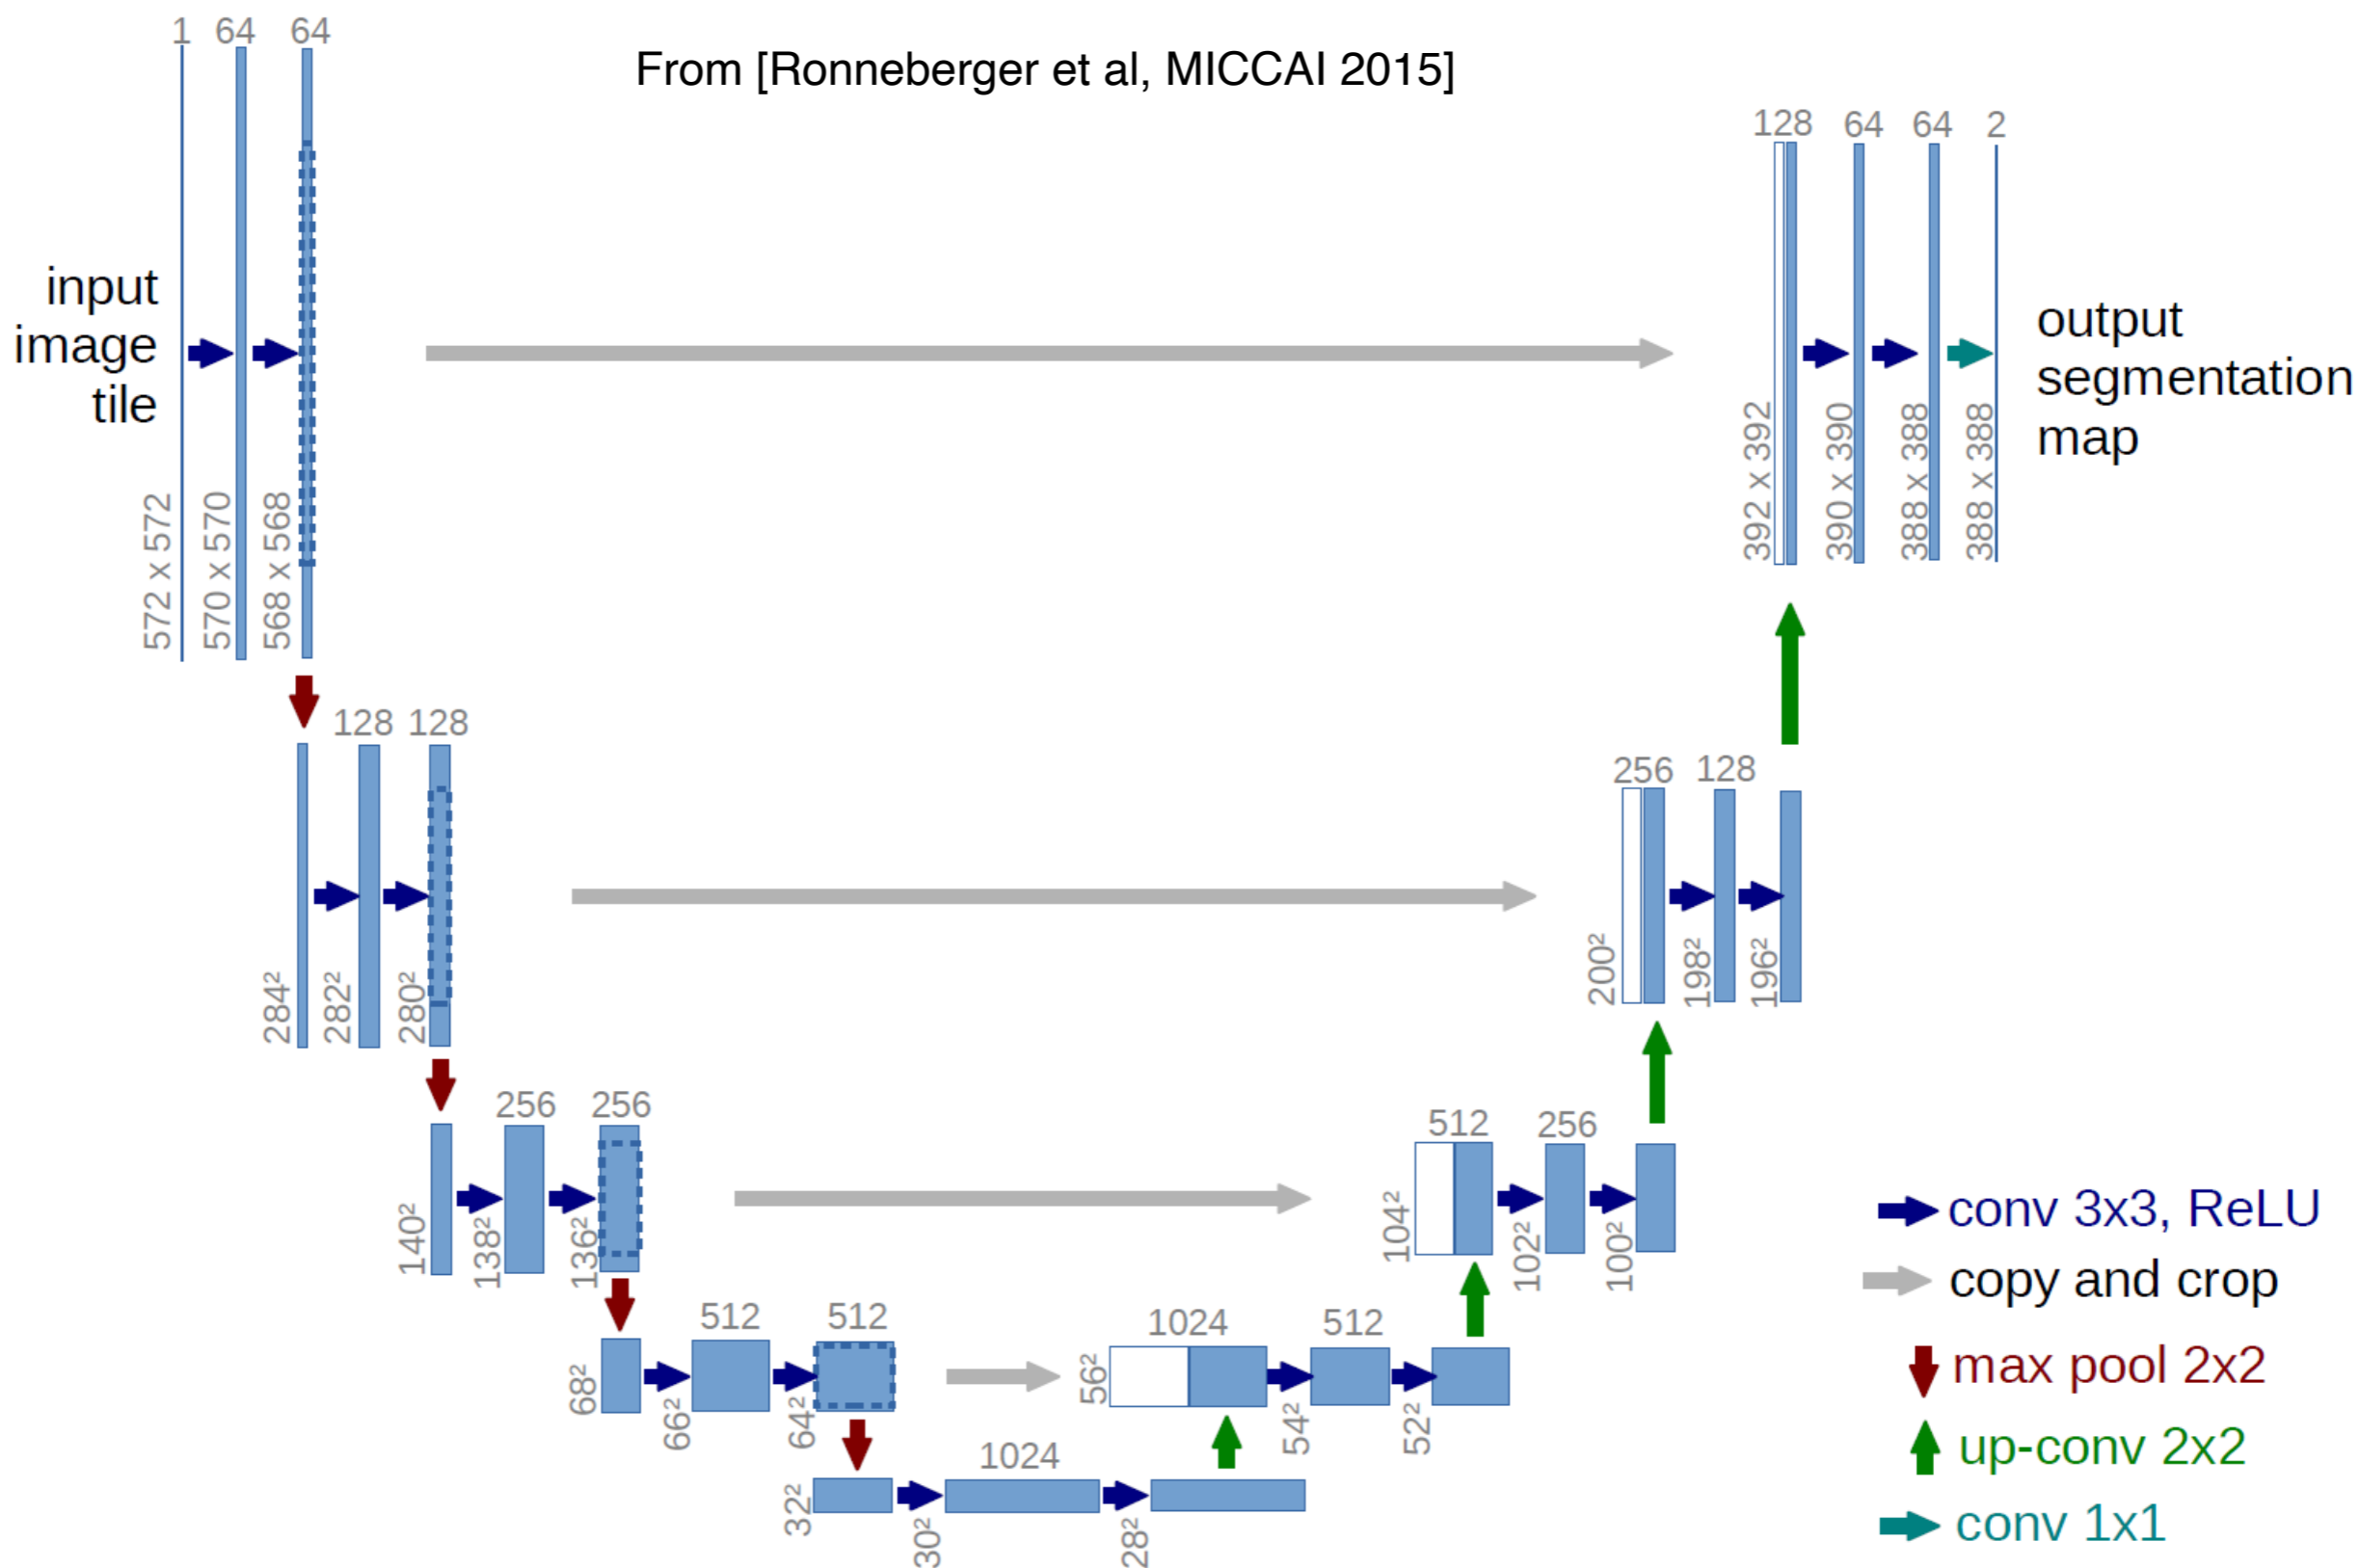 1 64 64
From [Ronneberger et al, MICCAI 2015]
128 64 64 2
input
image
tile
output
segmentation
map
572 x 572
570 x 570
568 x 568
392 x 392
390 x 390
388 x 388
388 x 388
128 128
256 128
284²
282²
280²
200²
198²
196²
256 256
512 256
140²
138²
136²
104²
102²
100²
512 512
1024 512
68²
66²
64²
56²
54²
52²
1024
32²
30²
28²
conv 3x3, ReLU
copy and crop
max pool 2x2
up-conv 2x2
conv 1x1